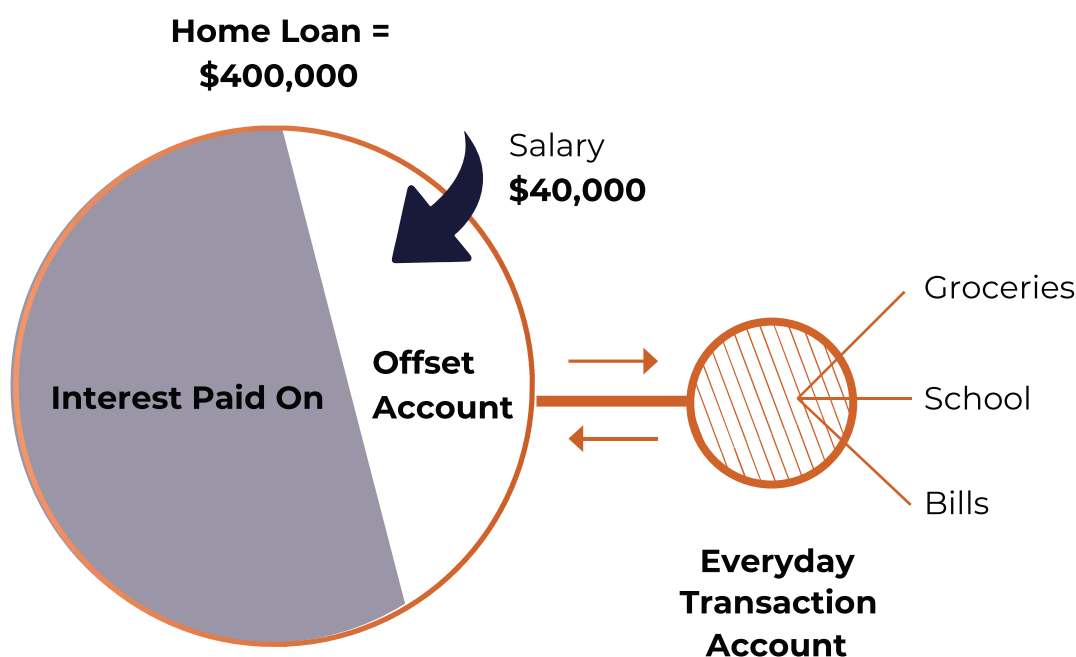 Home Loan =
$400,000
Salary
$40,000
Interest Paid On
Offset
Account
Groceries
School
Bills
Everyday
Transaction
Account